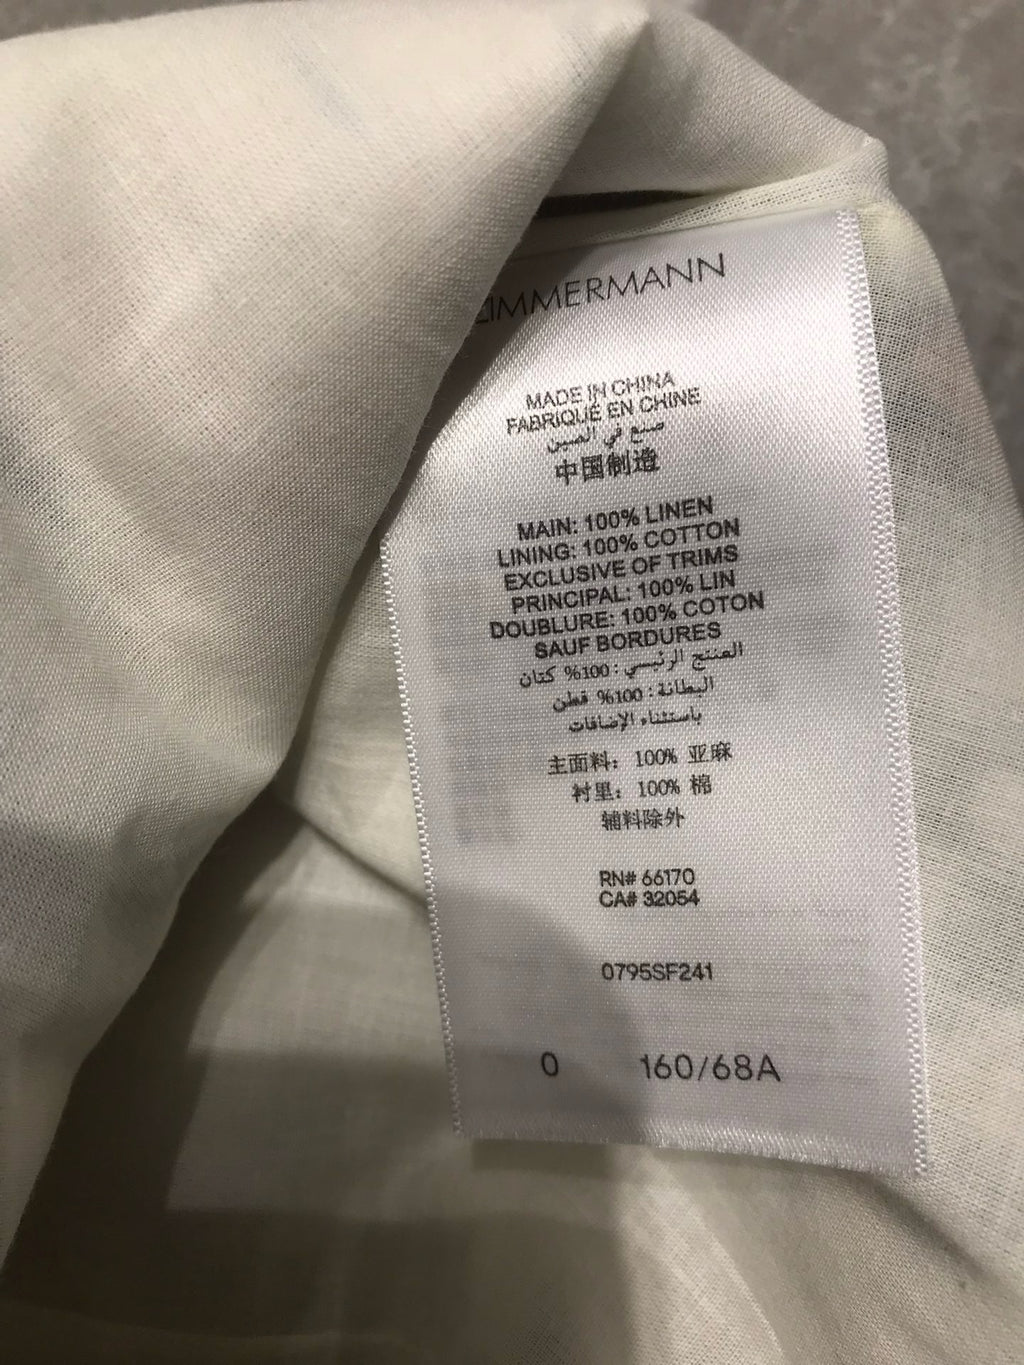 ZIMMERMANN
MADE IN CHINA
FABRIQUÉ EN CHINE
صنع في الصين
中国制造
MAIN: 100% LINEN
LINING: 100% COTTON
EXCLUSIVE OF TRIMS
PRINCIPAL: 100% LIN
DOUBLURE: 100% COTON
SAUF BORDURES
المنتج الرئيسي: 100% كتان
البطانة: 100% قطن
باستثناء الإضافات
主面料: 100% 亚麻
衬里: 100% 棉
辅料除外
RN# 66170
CA# 32054
0795SF241
0 160/68A